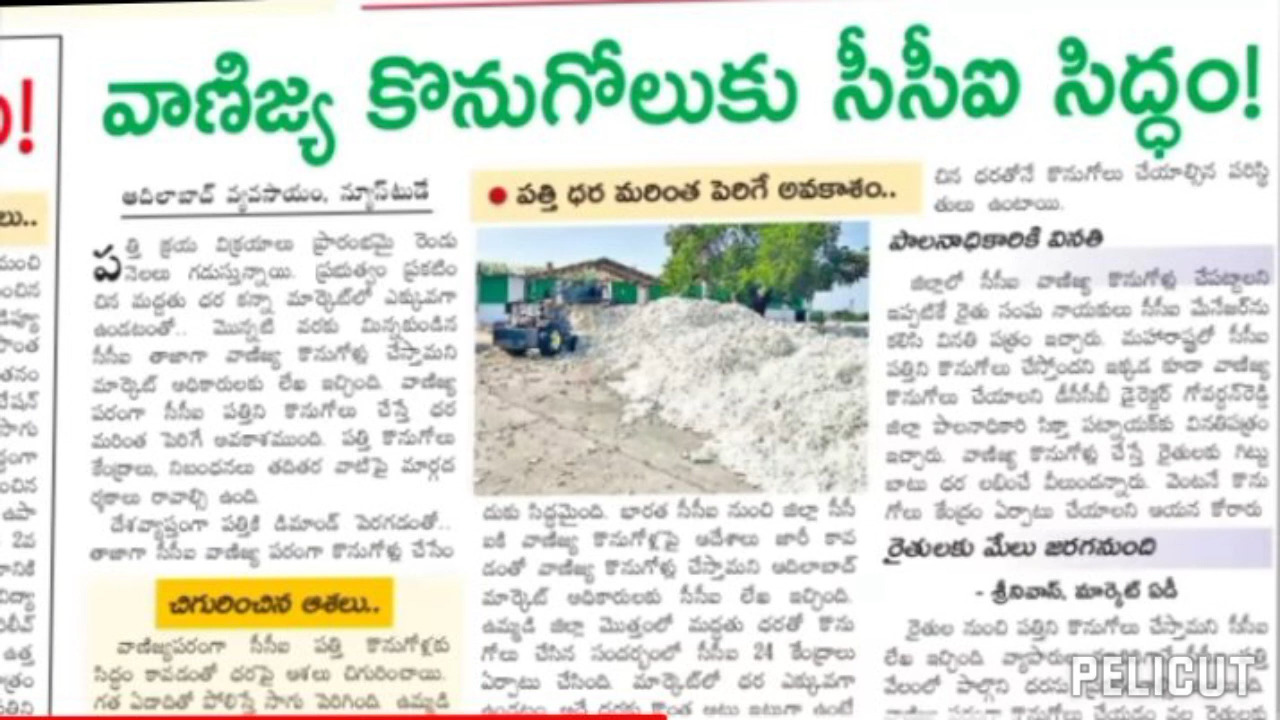 వాణిజ్య కొనుగోలుకు సీసీఐ సిద్ధం!
ఆదిలాబాద్ వ్యవసాయం, న్యూస్‌టుడే
పత్తి క్రయ విక్రయాలు ప్రారంభమై రెండు
నెలలు గడుస్తున్నాయి. ప్రభుత్వం ప్రకటిం
చిన మద్దతు ధర కన్నా మార్కెట్‌లో ఎక్కువగా
ఉండటంతో.. మొన్నటి వరకు మిన్నకుండిన
సీసీఐ తాజాగా వాణిజ్య కొనుగోళ్లు చేస్తామని
మార్కెట్ అధికారులకు లేఖ ఇచ్చింది. వాణిజ్య
పరంగా సీసీఐ పత్తిని కొనుగోలు చేస్తే ధర
మరింత పెరిగే అవకాశముంది. పత్తి కొనుగోలు
కేంద్రాలు, నిబంధనలు తదితర వాటిపై మార్గద
ర్శకాలు రావాల్సి ఉంది.
దేశవ్యాప్తంగా పత్తికి డిమాండ్ పెరగడంతో..
తాజాగా సీసీఐ వాణిజ్య పరంగా కొనుగోళ్లు చేసేం
చిగురించిన ఆశలు..
వాణిజ్యపరంగా సీసీఐ పత్తి కొనుగోళ్లకు
సిద్ధం కావడంతో ధరపై ఆశలు చిగురించాయి.
గత ఏడాదితో పోలిస్తే సాగు పెరిగింది. ఉమ్మడి
పత్తి ధర మరింత పెరిగే అవకాశం..
దుకు సిద్ధమైంది. భారత సీసీఐ నుంచి జిల్లా సీసీ
ఐకి వాణిజ్య కొనుగోళ్లపై ఆదేశాలు జారీ కావ
డంతో వాణిజ్య కొనుగోళ్లు చేస్తామని ఆదిలాబాద్
మార్కెట్ అధికారులకు సీసీఐ లేఖ ఇచ్చింది.
ఉమ్మడి జిల్లా మొత్తంలో మద్దతు ధరతో కొను
గోలు చేసిన సందర్భంలో సీసీఐ 24 కేంద్రాలు
ఏర్పాటు చేసింది. మార్కెట్‌లో ధర ఎక్కువగా
చిన ధరతోనే కొనుగోలు చేయాల్సిన పరిస్థి
తులు ఉంటాయి.
పాలనాధికారికి వినతి
జిల్లాలో సీసీఐ వాణిజ్య కొనుగోళ్లు చేపట్టాలని
ఇప్పటికే రైతు సంఘ నాయకులు సీసీఐ మేనేజర్‌ను
కలిసి వినతి పత్రం ఇచ్చారు. మహారాష్ట్రలో సీసీఐ
పత్తిని కొనుగోలు చేస్తోందని ఇక్కడ కూడా వాణిజ్య
కొనుగోలు చేయాలని డీసీసీబీ డైరెక్టర్ గోవర్ధన్‌రెడ్డి
జిల్లా పాలనాధికారి సిక్తా పట్నాయక్‌కు వినతిపత్రం
ఇచ్చారు. వాణిజ్య కొనుగోళ్లు చేస్తే రైతులకు గిట్టు
బాటు ధర లభించే వీలుందన్నారు. వెంటనే కొను
గోలు కేంద్రం ఏర్పాటు చేయాలని ఆయన కోరారు
రైతులకు మేలు జరగనుంది
- శ్రీనివాస్, మార్కెట్ ఏడీ
రైతుల నుంచి పత్తిని కొనుగోలు చేస్తామని సీసీఐ
లేఖ ఇచ్చింది.
వేలంలో పాల్గొని
PELICUT